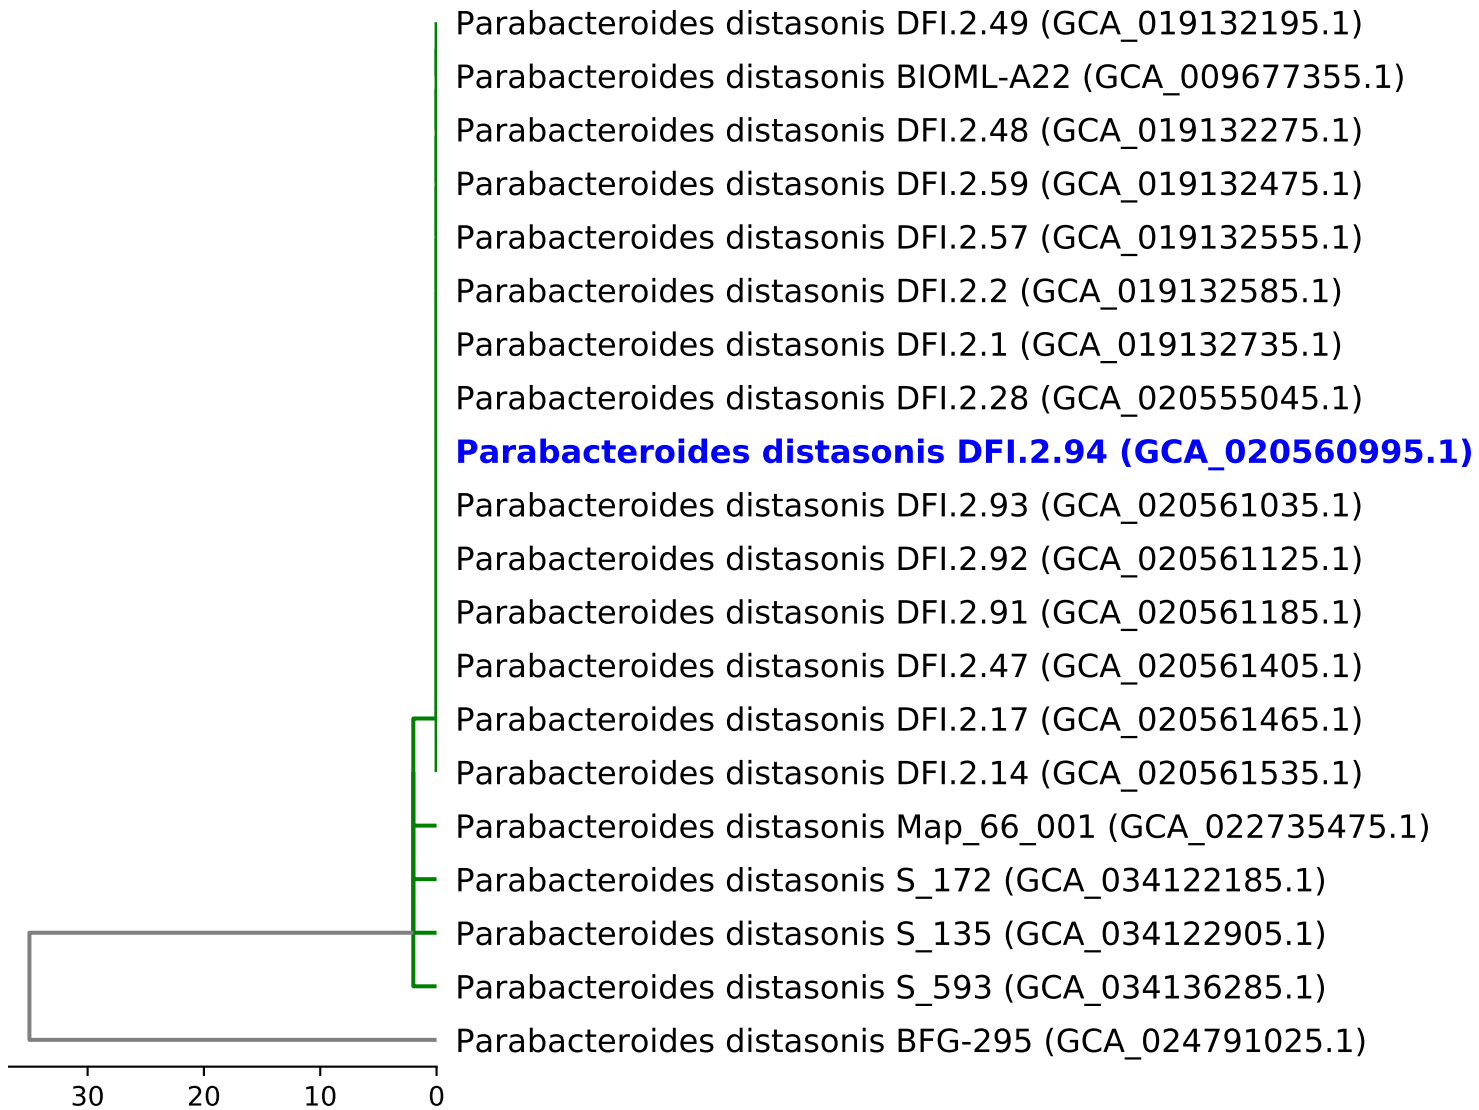 Parabacteroides distasonis DFI.2.49 (GCA_019132195.1)
Parabacteroides distasonis BIOML-A22 (GCA_009677355.1)
Parabacteroides distasonis DFI.2.48 (GCA_019132275.1)
Parabacteroides distasonis DFI.2.59 (GCA_019132475.1)
Parabacteroides distasonis DFI.2.57 (GCA_019132555.1)
Parabacteroides distasonis DFI.2.2 (GCA_019132585.1)
Parabacteroides distasonis DFI.2.1 (GCA_019132735.1)
Parabacteroides distasonis DFI.2.28 (GCA_020555045.1)
Parabacteroides distasonis DFI.2.94 (GCA_020560995.1)
Parabacteroides distasonis DFI.2.93 (GCA_020561035.1)
Parabacteroides distasonis DFI.2.92 (GCA_020561125.1)
Parabacteroides distasonis DFI.2.91 (GCA_020561185.1)
Parabacteroides distasonis DFI.2.47 (GCA_020561405.1)
Parabacteroides distasonis DFI.2.17 (GCA_020561465.1)
Parabacteroides distasonis DFI.2.14 (GCA_020561535.1)
Parabacteroides distasonis Map_66_001 (GCA_022735475.1)
Parabacteroides distasonis S_172 (GCA_034122185.1)
Parabacteroides distasonis S_135 (GCA_034122905.1)
Parabacteroides distasonis S_593 (GCA_034136285.1)
Parabacteroides distasonis BFG-295 (GCA_024791025.1)
30 20 10 0